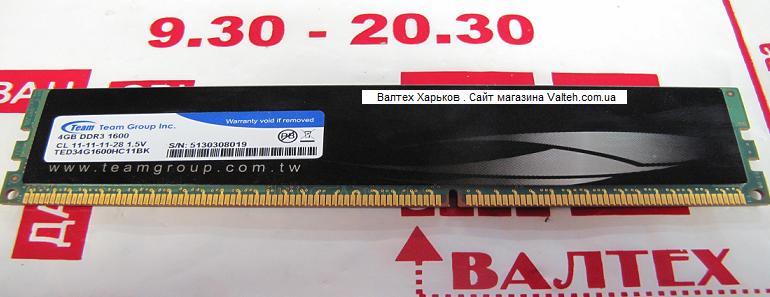 9.30 - 20.30
Валтех Харьков . Сайт магазина Valteh.com.ua
Team Team Group Inc.
Warranty void if removed
4GB DDR3 1600
CL 11-11-11-28 1.5V
S/N: 5130308019
TED34G1600HC11BK
www.teamgroup.com.tw
ВАЛТЕХ